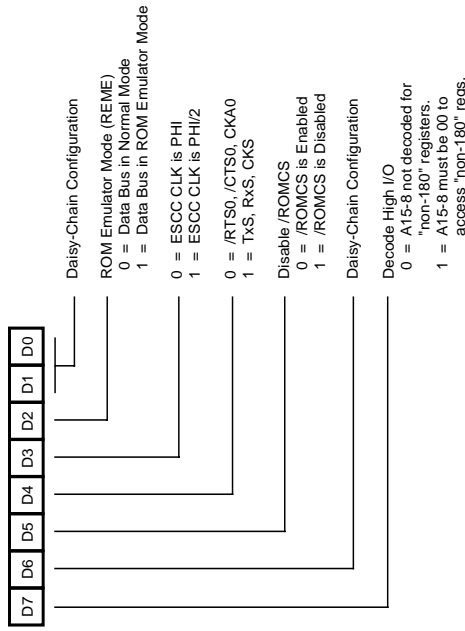 D7 D6 D5 D4 D3 D2 D1 D0
Daisy-Chain Configuration
ROM Emulator Mode (REME)
0 = Data Bus in Normal Mode
1 = Data Bus in ROM Emulator Mode
0 = ESCC CLK is PHI
1 = ESCC CLK is PHI/2
0 = /RTS0, /CTS0, CKA0
1 = TxS, RxS, CKS
Disable /ROMCS
0 = /ROMCS is Enabled
1 = /ROMCS is Disabled
Daisy-Chain Configuration
Decode High I/O
0 = A15-8 not decoded for
"non-180" registers.
1 = A15-8 must be 00 to
access "non-180" regs.